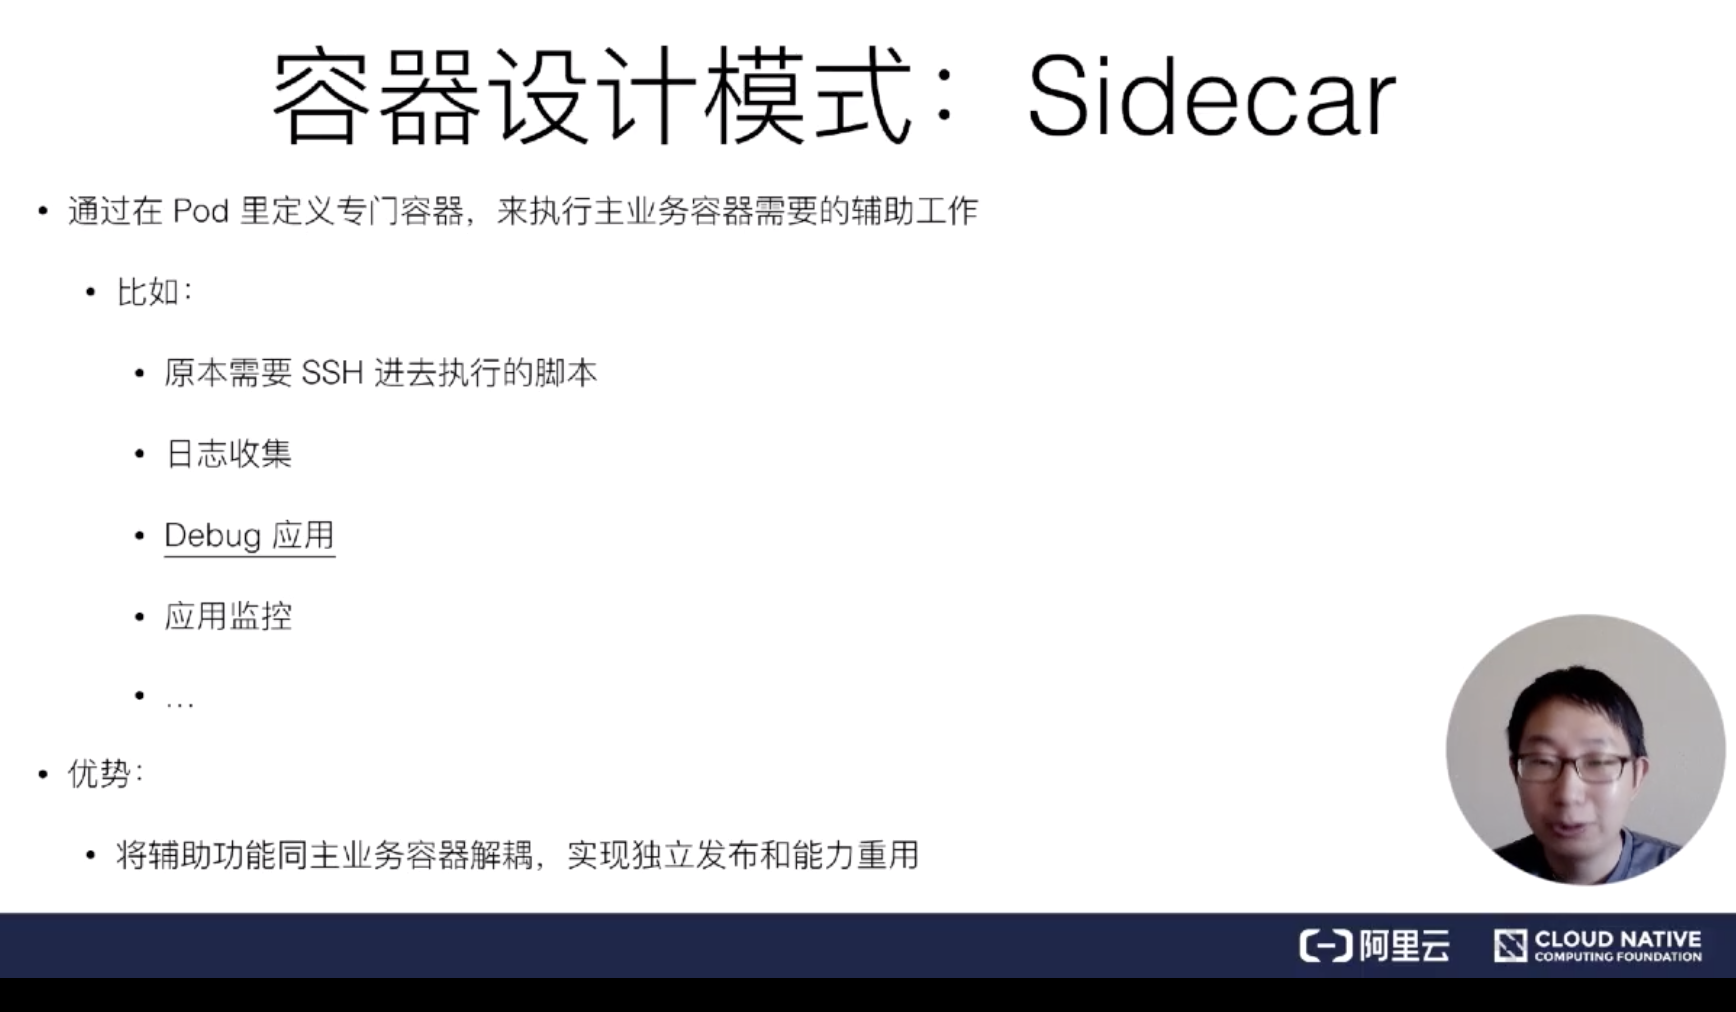 容器设计模式：Sidecar
• 通过在 Pod 里定义专门容器，来执行主业务容器需要的辅助工作
• 比如：
• 原本需要 SSH 进去执行的脚本
• 日志收集
• Debug 应用
• 应用监控
• …
• 优势：
• 将辅助功能同主业务容器解耦，实现独立发布和能力重用
阿里云
CLOUD NATIVE
COMPUTING FOUNDATION